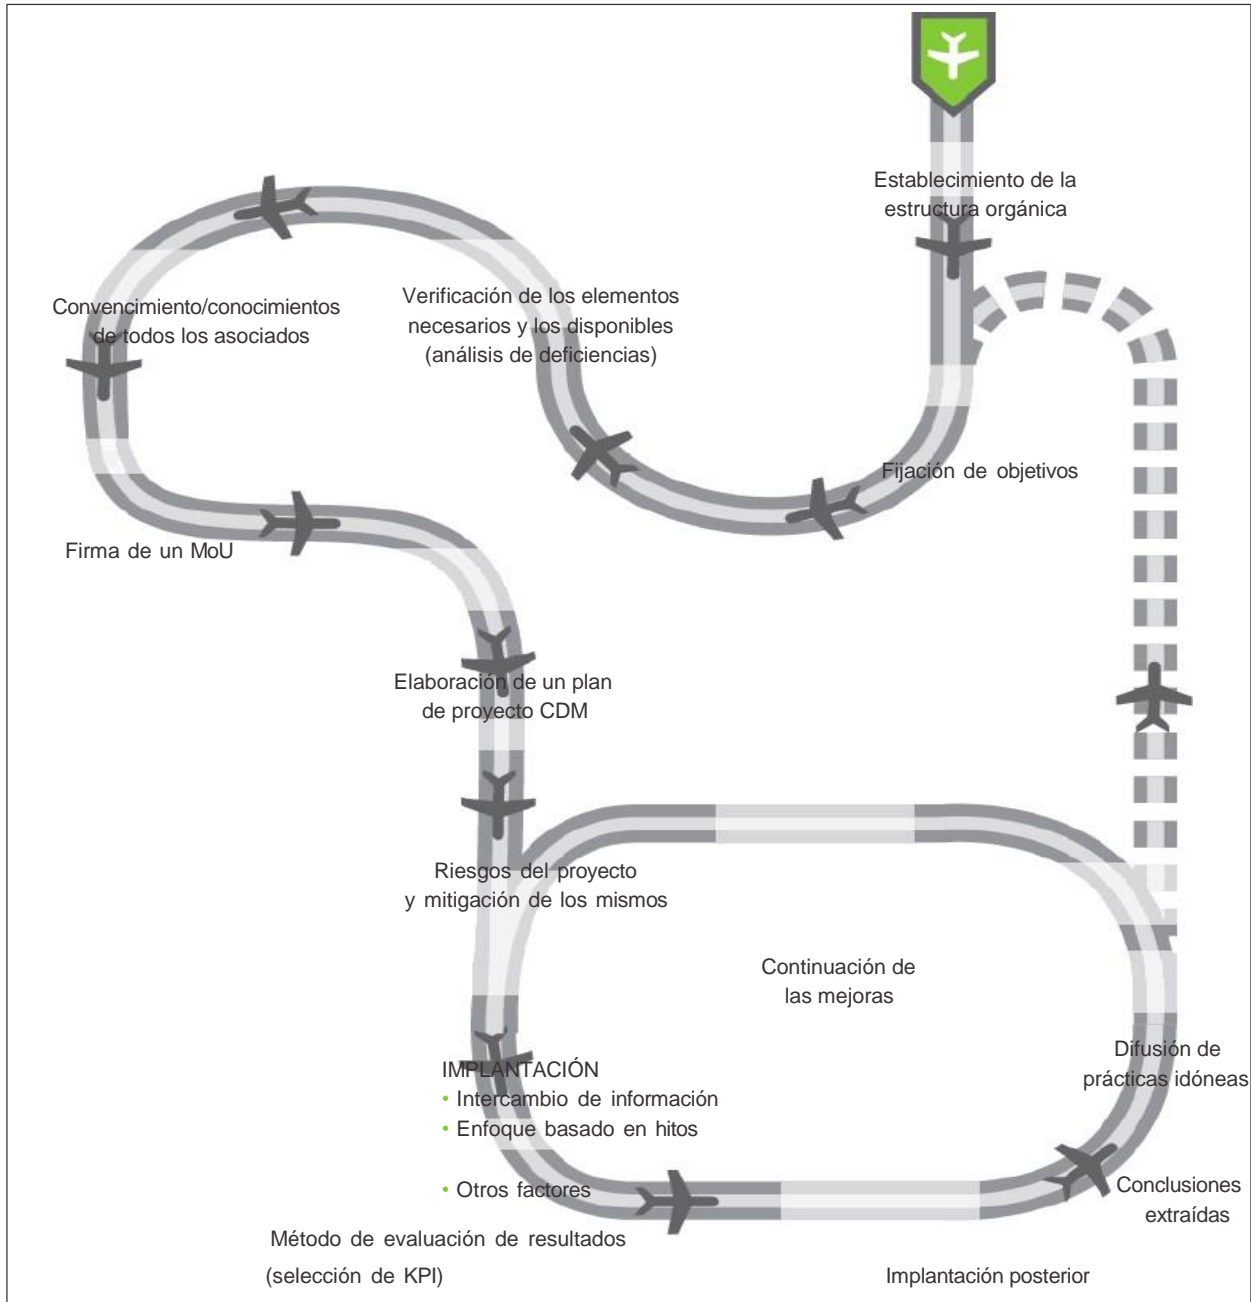 Establecimiento de la
estructura orgánica
Convencimiento/conocimientos
de todos los asociados
Verificación de los elementos
necesarios y los disponibles
(análisis de deficiencias)
Fijación de objetivos
Firma de un MoU
Elaboración de un plan
de proyecto CDM
Riesgos del proyecto
y mitigación de los mismos
Continuación de
las mejoras
IMPLANTACIÓN
• Intercambio de información
• Enfoque basado en hitos
• Otros factores
Difusión de
prácticas idóneas
Conclusiones
extraídas
Método de evaluación de resultados
(selección de KPI)
Implantación posterior